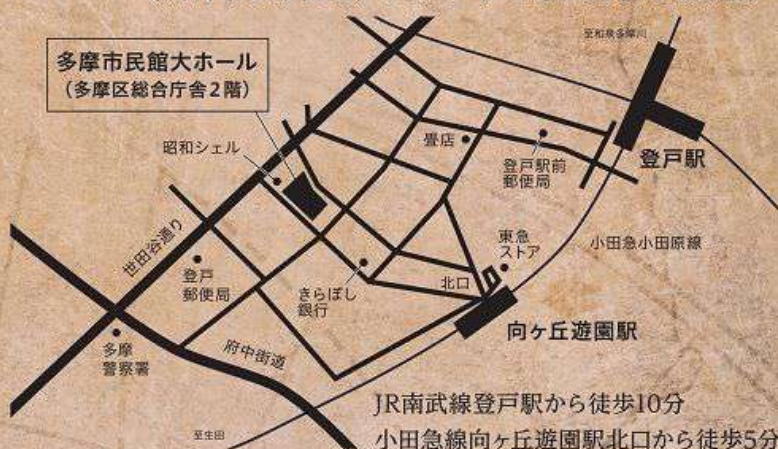 至和泉多摩川
多摩市民館大ホール
（多摩区総合庁舎2階）
昭和シェル
畳店
登戸駅前
郵便局
登戸駅
世田谷通り
登戸
郵便局
きらぼし
銀行
東急
ストア
北口
小田急小田原線
向ヶ丘遊園駅
多摩
警察署
府中街道
至生田
JR南武線登戸駅から徒歩10分
小田急線向ヶ丘遊園駅北口から徒歩5分